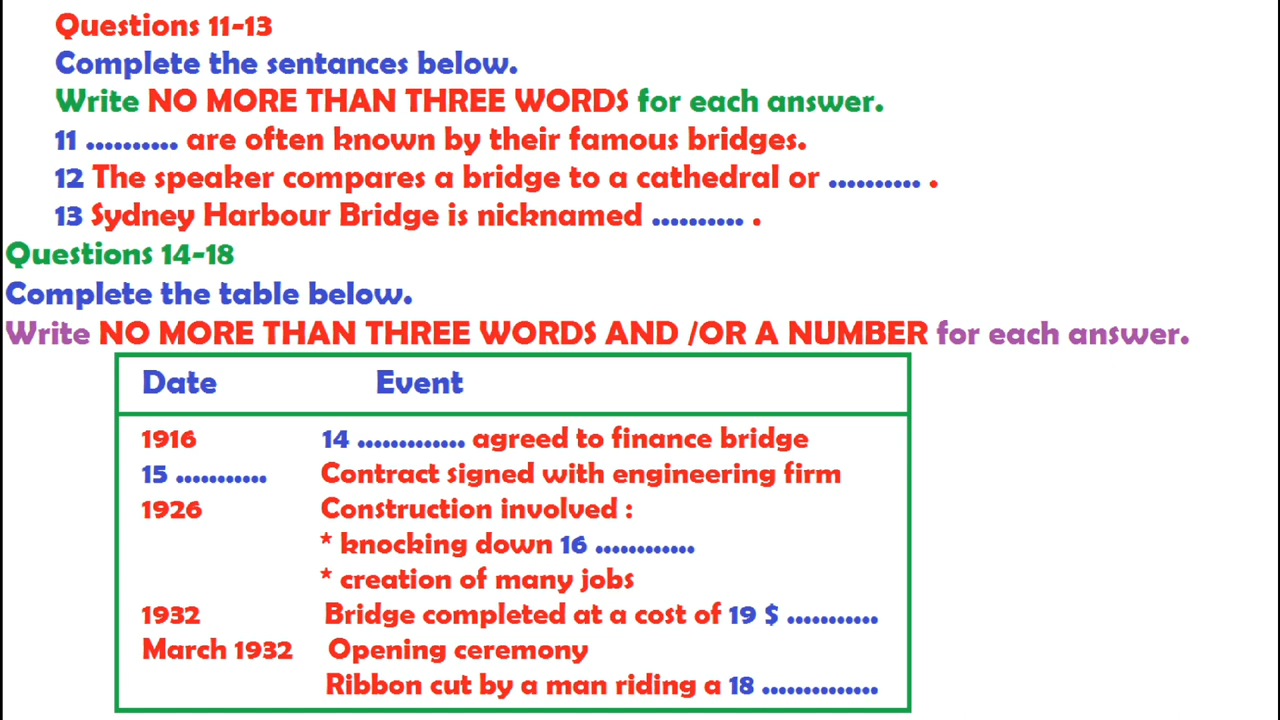 Questions 11-13
Complete the sentances below.
Write NO MORE THAN THREE WORDS for each answer.
11 .......... are often known by their famous bridges.
12 The speaker compares a bridge to a cathedral or .......... .
13 Sydney Harbour Bridge is nicknamed .......... .
Questions 14-18
Complete the table below.
Write NO MORE THAN THREE WORDS AND /OR A NUMBER for each answer.
Date Event
1916 14 ............. agreed to finance bridge
15 ........... Contract signed with engineering firm
1926 Construction involved :
* knocking down 16 ............
* creation of many jobs
1932 Bridge completed at a cost of 19 $ ...........
March 1932 Opening ceremony
Ribbon cut by a man riding a 18 ..............